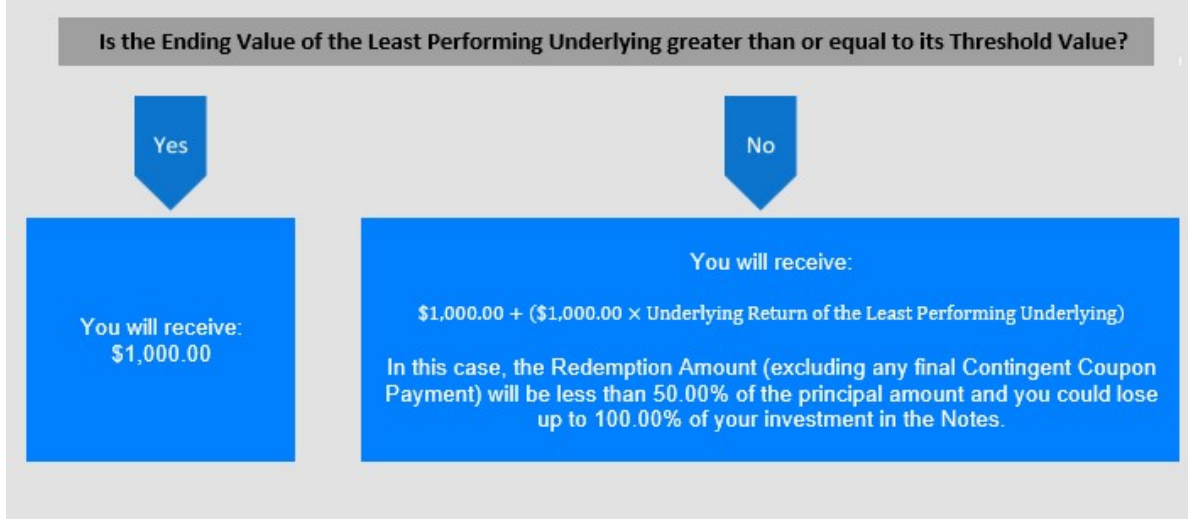 Is the Ending Value of the Least Performing Underlying greater than or equal to its Threshold Value?
Yes
No
You will receive:
$1,000.00
You will receive:
$1,000.00 + ($1,000.00 × Underlying Return of the Least Performing Underlying)
In this case, the Redemption Amount (excluding any final Contingent Coupon
Payment) will be less than 50.00% of the principal amount and you could lose
up to 100.00% of your investment in the Notes.